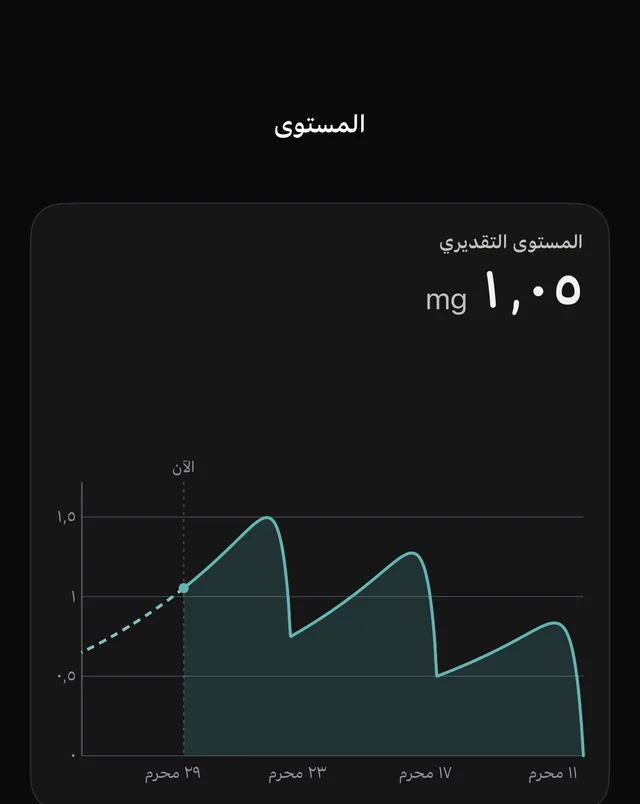 المستوى
المستوى التقديري
١,٠٥ mg
الآن
١,٥
١
٠,٥
٠
١١ محرم
١٧ محرم
٢٣ محرم
٢٩ محرم